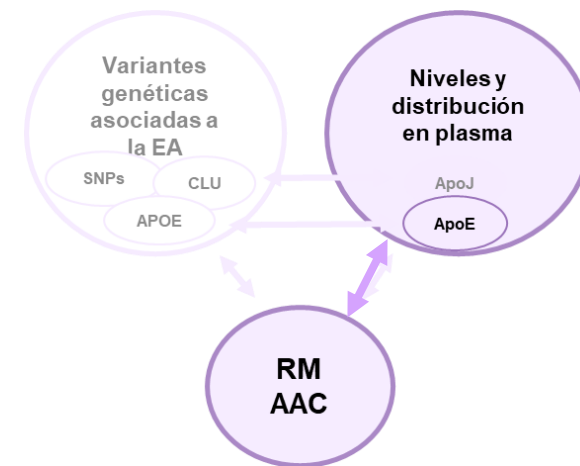 Variantes
genéticas
asociadas a
la EA
SNPs
CLU
APOE
Niveles y
distribución
en plasma
ApoJ
ApoE
RM
AAC